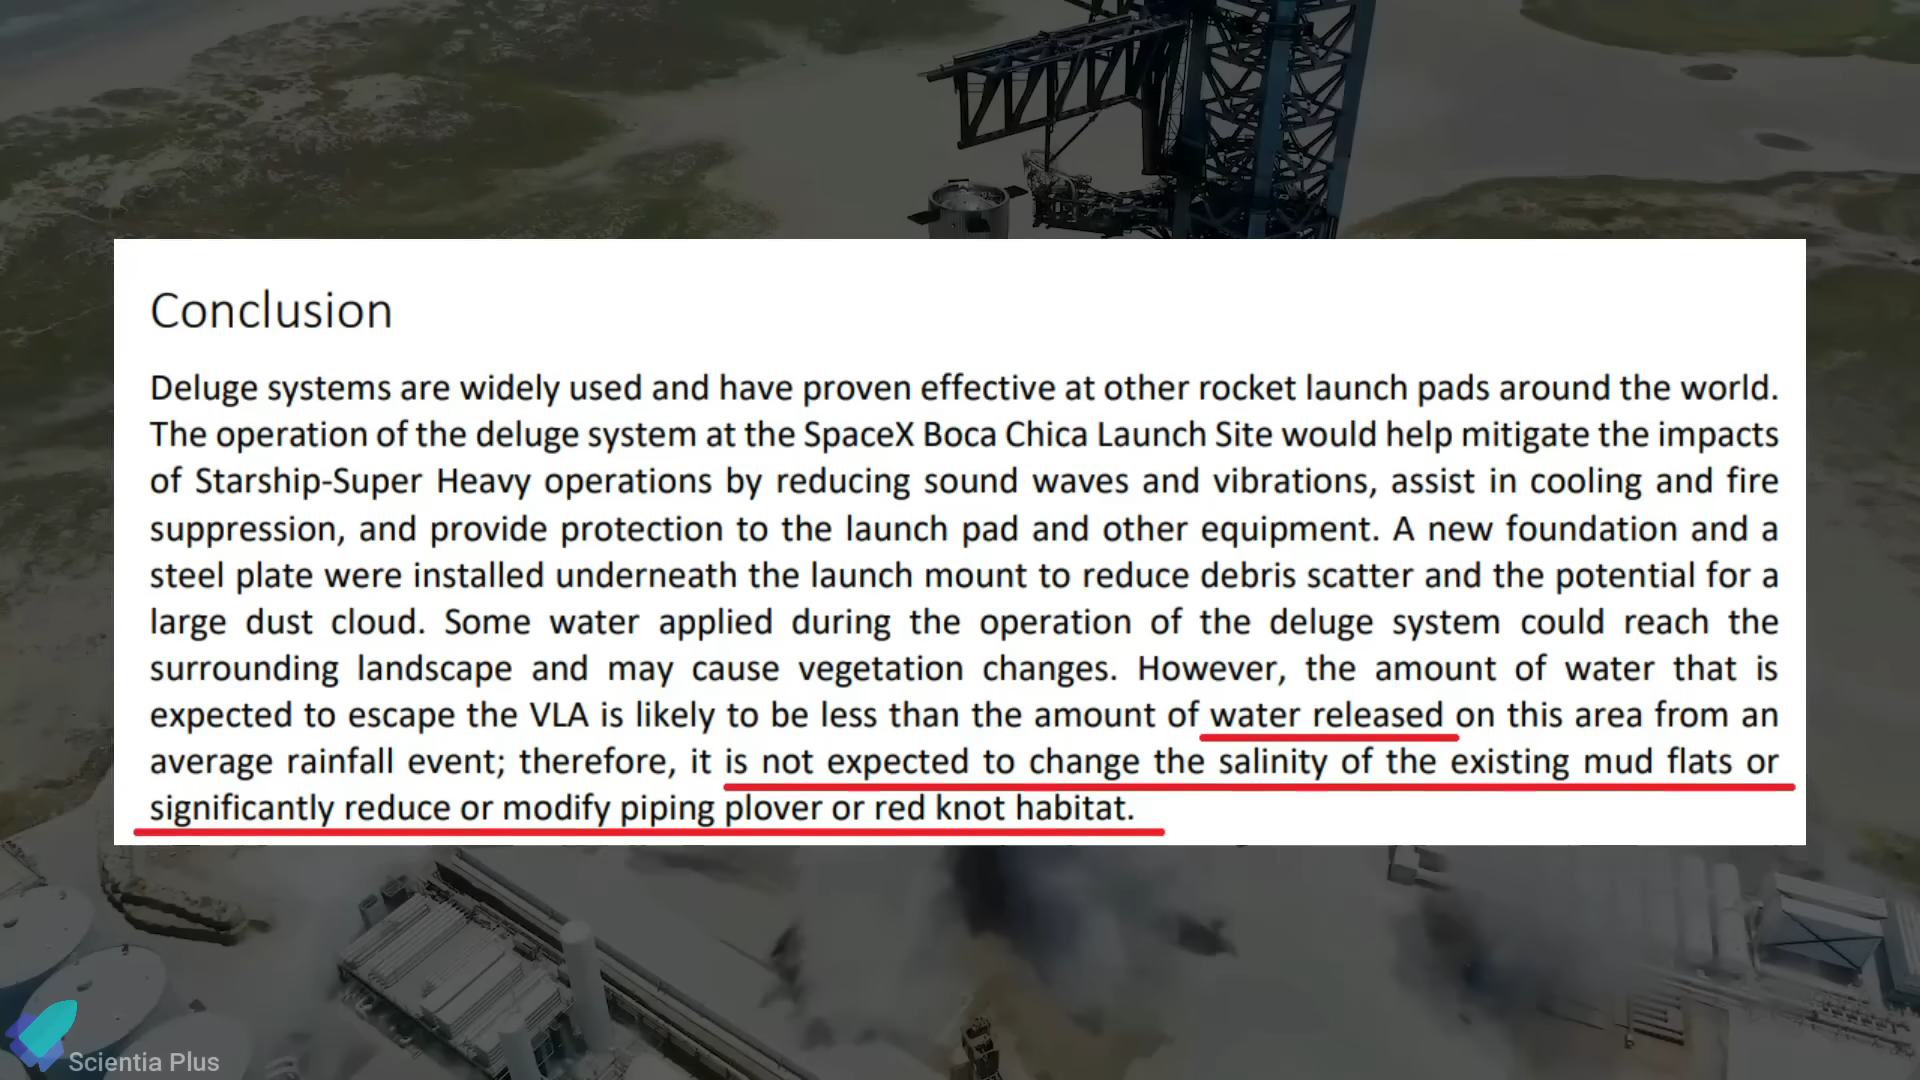 Conclusion
Deluge systems are widely used and have proven effective at other rocket launch pads around the world.
The operation of the deluge system at the SpaceX Boca Chica Launch Site would help mitigate the impacts
of Starship-Super Heavy operations by reducing sound waves and vibrations, assist in cooling and fire
suppression, and provide protection to the launch pad and other equipment. A new foundation and a
steel plate were installed underneath the launch mount to reduce debris scatter and the potential for a
large dust cloud. Some water applied during the operation of the deluge system could reach the
surrounding landscape and may cause vegetation changes. However, the amount of water that is
expected to escape the VLA is likely to be less than the amount of water released on this area from an
average rainfall event; therefore, it is not expected to change the salinity of the existing mud flats or
significantly reduce or modify piping plover or red knot habitat.
Scientia Plus